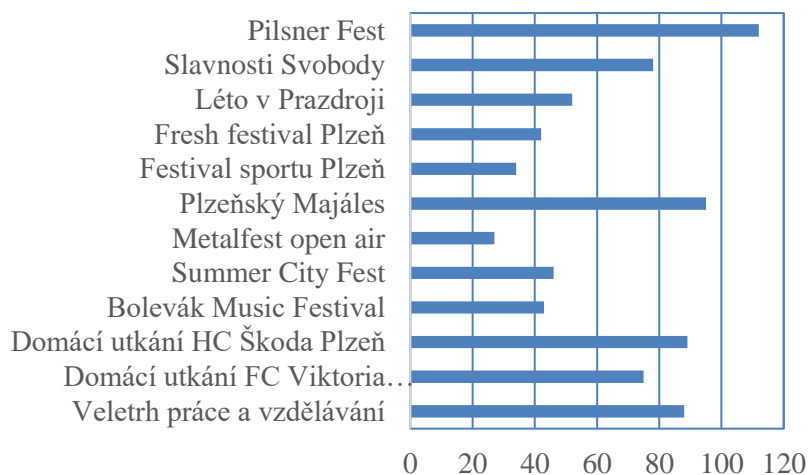 Pilsner Fest
Slavnosti Svobody
Léto v Prazdroji
Fresh festival Plzeň
Festival sportu Plzeň
Plzeňský Majáles
Metalfest open air
Summer City Fest
Bolevák Music Festival
Domácí utkání HC Škoda Plzeň
Domácí utkání FC Viktoria…
Veletrh práce a vzdělávání
0 20 40 60 80 100 120